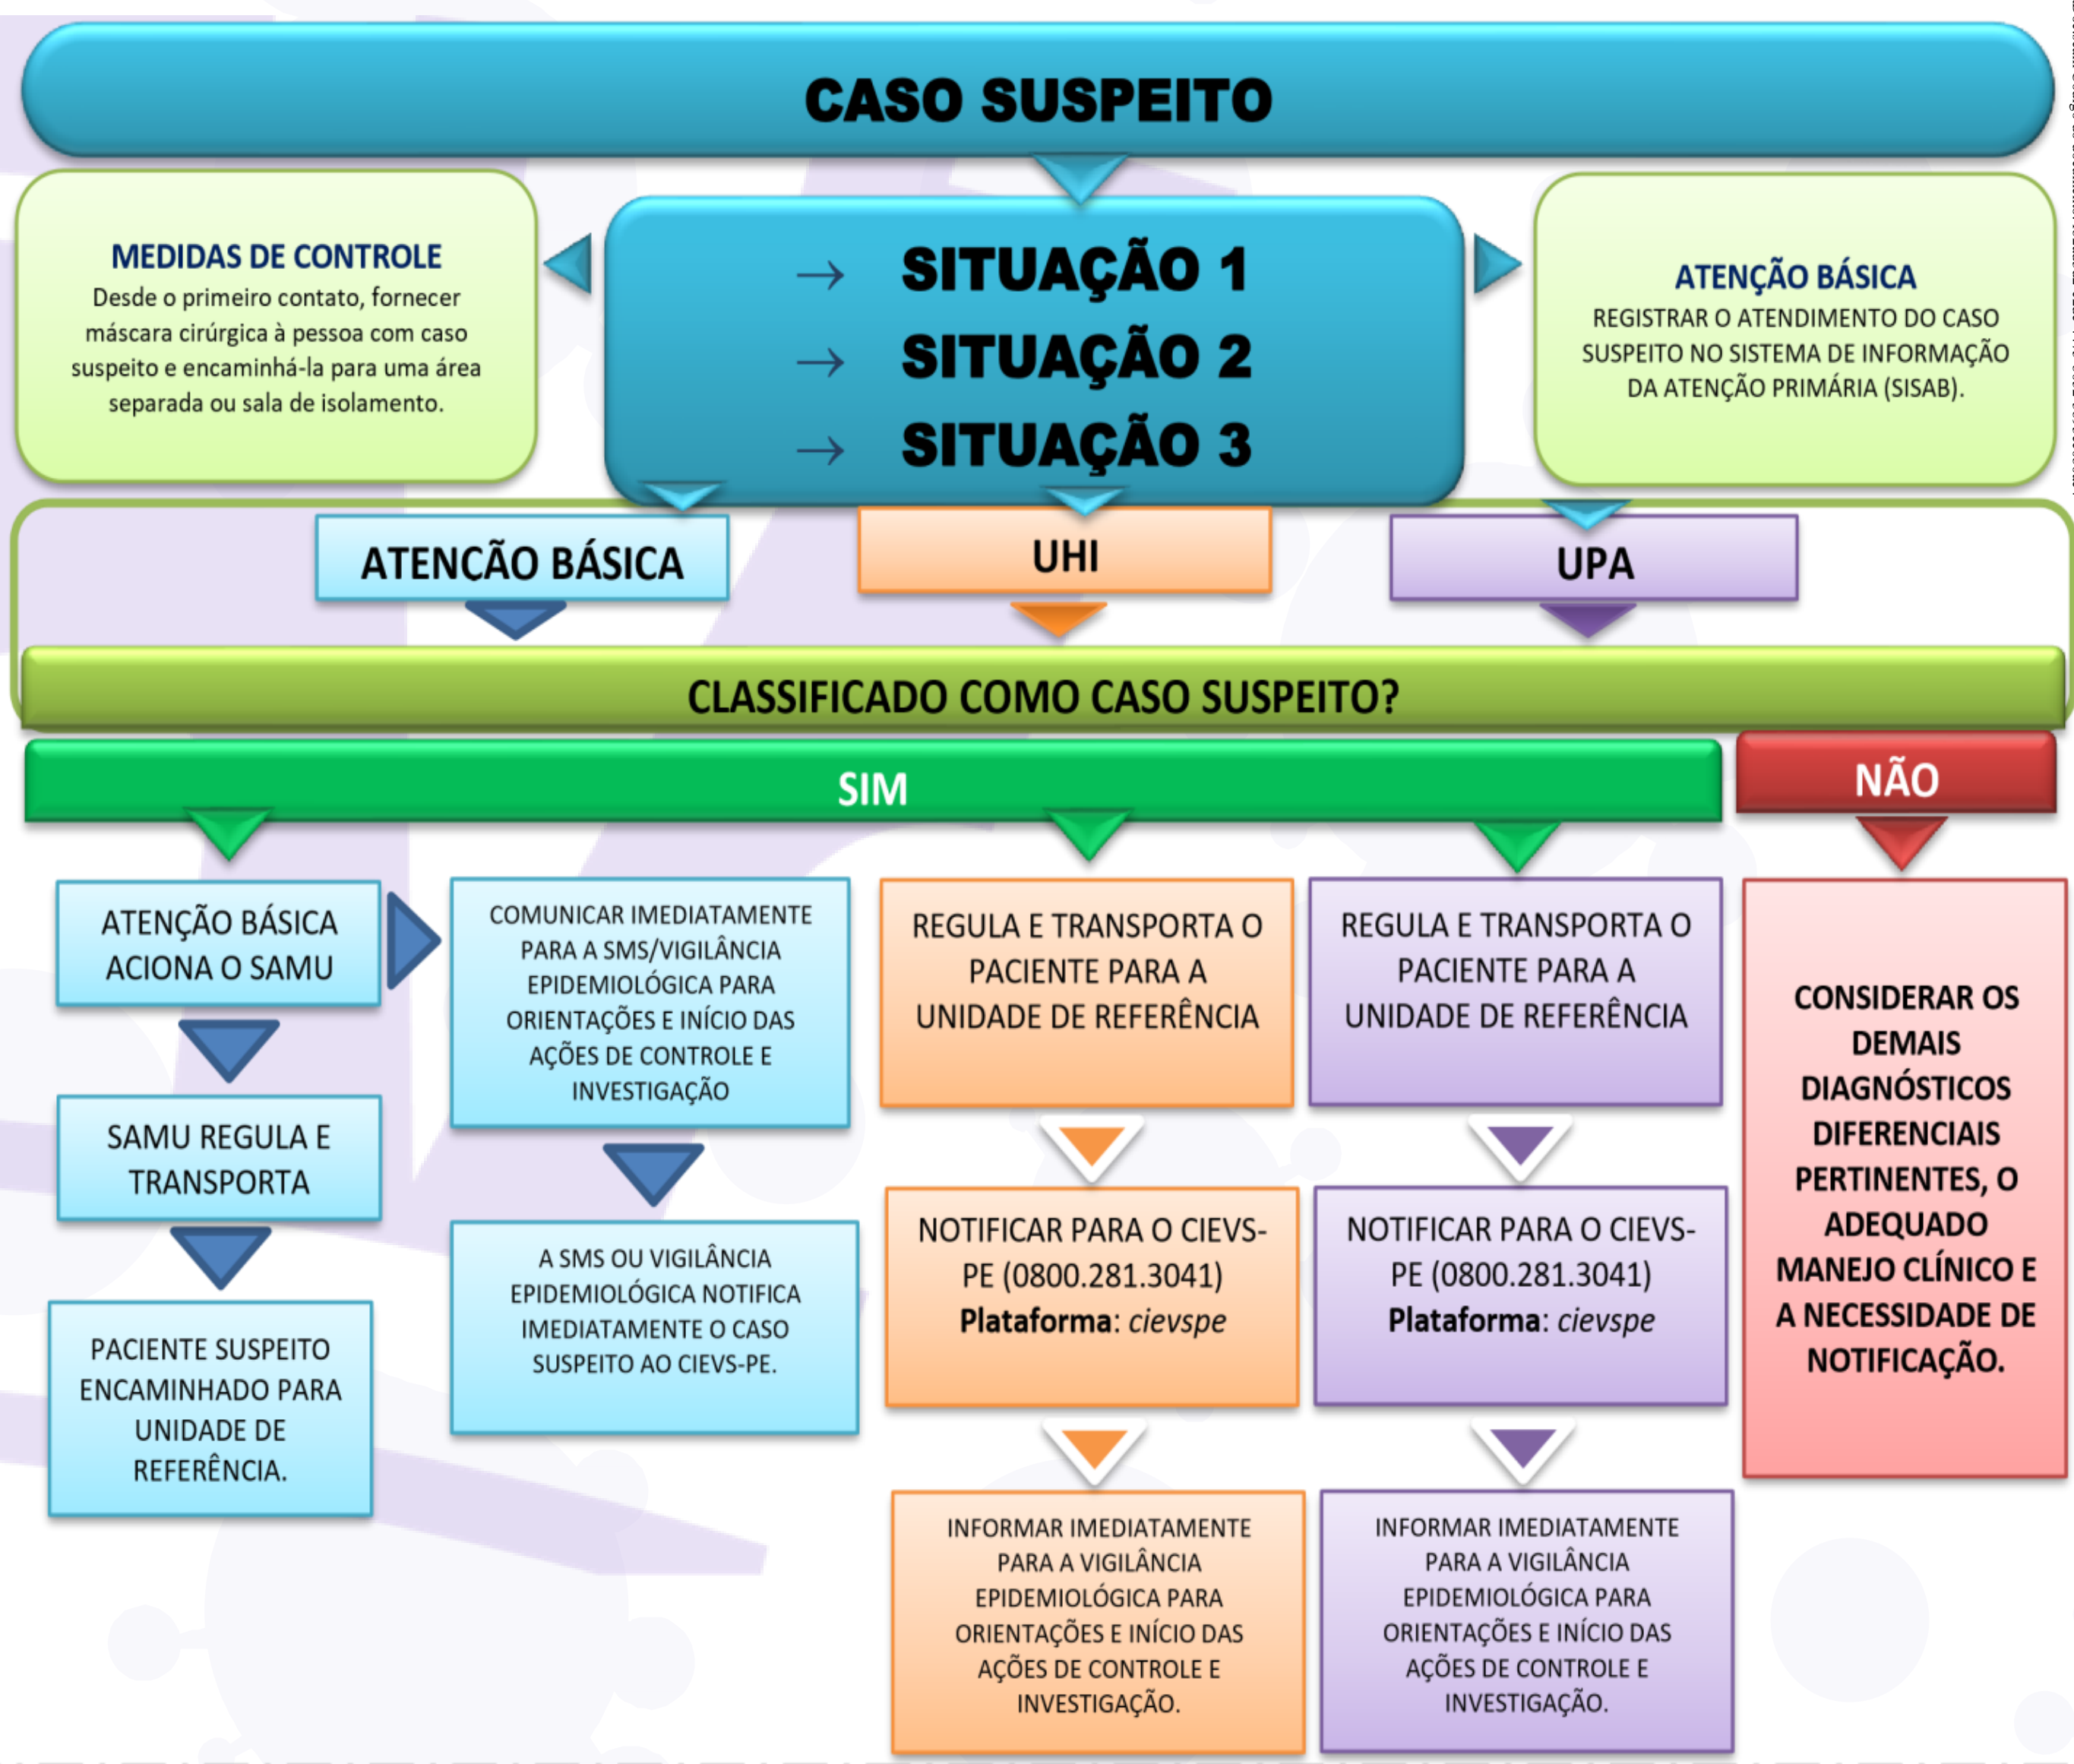 CASO SUSPEITO
MEDIDAS DE CONTROLE
Desde o primeiro contato, fornecer
máscara cirúrgica à pessoa com caso
suspeito e encaminhá-la para uma área
separada ou sala de isolamento.
→ SITUAÇÃO 1
→ SITUAÇÃO 2
→ SITUAÇÃO 3
ATENÇÃO BÁSICA
REGISTRAR O ATENDIMENTO DO CASO
SUSPEITO NO SISTEMA DE INFORMAÇÃO
DA ATENÇÃO PRIMÁRIA (SISAB).
ATENCÃO BÁSICA
UHI
UPA
CLASSIFICADO COMO CASO SUSPEITO?
SIM
NÃO
ATENÇÃO BÁSICA
ACIONA O SAMU
SAMU REGULA E
TRANSPORTA
PACIENTE SUSPEITO
ENCAMINHADO PARA
UNIDADE DE
REFERÊNCIA.
COMUNICAR IMEDIATAMENTE
PARA A SMS/VIGILÂNCIA
EPIDEMIOLÓGICA PARA
ORIENTAÇÕES E INÍCIO DAS
AÇÕES DE CONTROLE E
INVESTIGAÇÃO
A SMS OU VIGILÂNCIA
EPIDEMIOLÓGICA NOTIFICA
IMEDIATAMENTE O CASO
SUSPEITO AO CIEVS-PE.
REGULA E TRANSPORTA O
PACIENTE PARA A
UNIDADE DE REFERÊNCIA
NOTIFICAR PARA O CIEVS-
PE (0800.281.3041)
Plataforma: cievspe
INFORMAR IMEDIATAMENTE
PARA A VIGILÂNCIA
EPIDEMIOLÓGICA PARA
ORIENTAÇÕES E INÍCIO DAS
AÇÕES DE CONTROLE E
INVESTIGAÇÃO.
REGULA E TRANSPORTA O
PACIENTE PARA A
UNIDADE DE REFERÊNCIA
NOTIFICAR PARA O CIEVS-
PE (0800.281.3041)
Plataforma: cievspe
INFORMAR IMEDIATAMENTE
PARA A VIGILÂNCIA
EPIDEMIOLÓGICA PARA
ORIENTAÇÕES E INÍCIO DAS
AÇÕES DE CONTROLE E
INVESTIGAÇÃO.
CONSIDERAR OS
DEMAIS
DIAGNÓSTICOS
DIFERENCIAIS
PERTINENTES, O
ADEQUADO
MANEJO CLÍNICO E
A NECESSIDADE DE
NOTIFICAÇÃO.